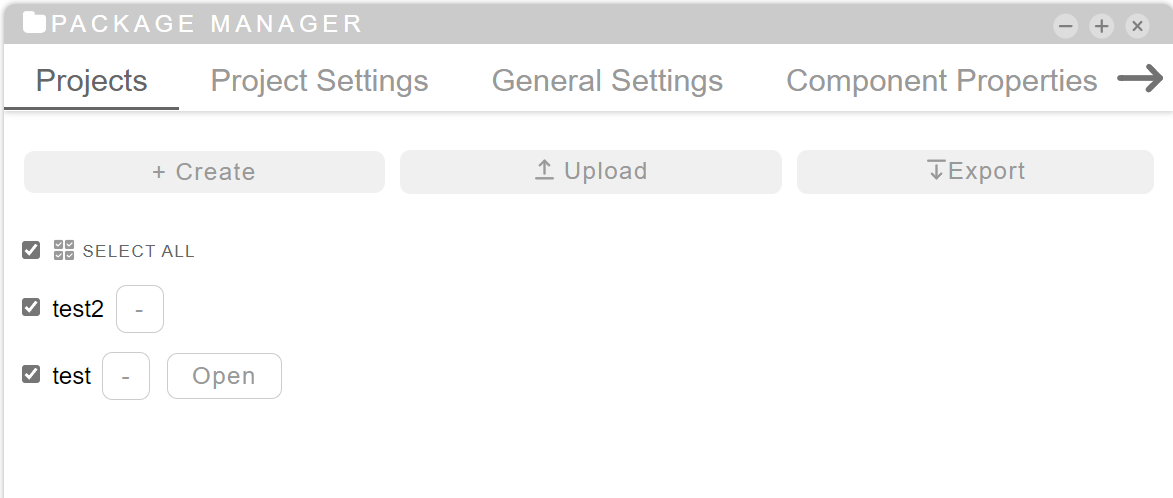 PACKAGE MANAGER
Projects Project Settings General Settings Component Properties
+ Create Upload Export
SELECT ALL
test2 -
test - Open